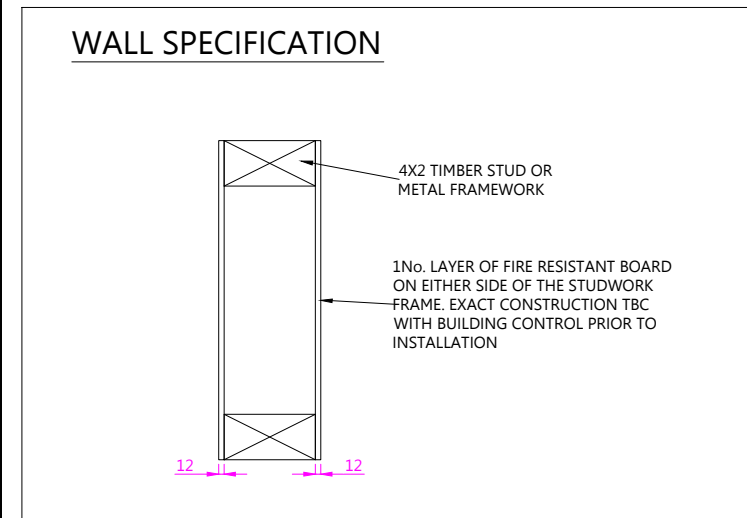 WALL SPECIFICATION
4X2 TIMBER STUD OR
METAL FRAMEWORK
1No. LAYER OF FIRE RESISTANT BOARD
ON EITHER SIDE OF THE STUDWORK
FRAME. EXACT CONSTRUCTION TBC
WITH BUILDING CONTROL PRIOR TO
INSTALLATION
12
12